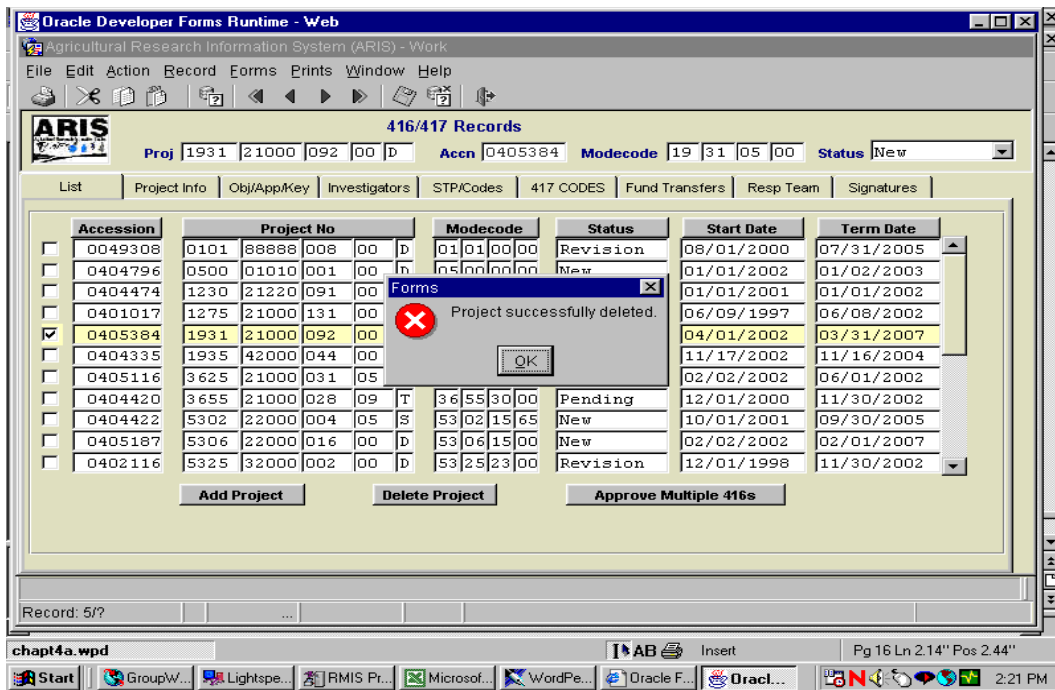 Oracle Developer Forms Runtime - Web
Agricultural Research Information System (ARIS) - Work
File Edit Action Record Forms Prints Window Help
ARIS
416/417 Records
Proj 1931 21000 092 00 D Accn 0405384 Modecode 19 31 05 00 Status New
List Project Info Obj/App/Key Investigators STP/Codes 417 CODES Fund Transfers Resp Team Signatures
Accession Project No Modecode Status Start Date Term Date
0049308 0101 88888 008 00 D 01 01 00 00 Revision 08/01/2000 07/31/2005
0404796 0500 01010 001 00 D 05 00 00 00 New 01/01/2002 01/02/2003
0404474 1230 21220 091 00 01/01/2001 01/01/2002
0401017 1275 21000 131 00 06/09/1997 06/08/2002
0405384 1931 21000 092 00 04/01/2002 03/31/2007
0404335 1935 42000 044 00 11/17/2002 11/16/2004
0405116 3625 21000 031 05 02/02/2002 06/01/2002
0404420 3655 21000 028 09 T 36 55 30 00 Pending 12/01/2000 11/30/2002
0404422 5302 22000 004 05 S 53 02 15 65 New 10/01/2001 09/30/2005
0405187 5306 22000 016 00 D 53 06 15 00 New 02/02/2002 02/01/2007
0402116 5325 32000 002 00 D 53 25 23 00 Revision 12/01/1998 11/30/2002
Forms
Project successfully deleted.
OK
Add Project Delete Project Approve Multiple 416s
Record: 5/? ...
chapt4a.wpd AB Insert Pg 16 Ln 2.14" Pos 2.44"
Start GroupW... Lightspe... RMIS Pr... Microsof... WordPe... Oracle F... Oracl... N 2:21 PM